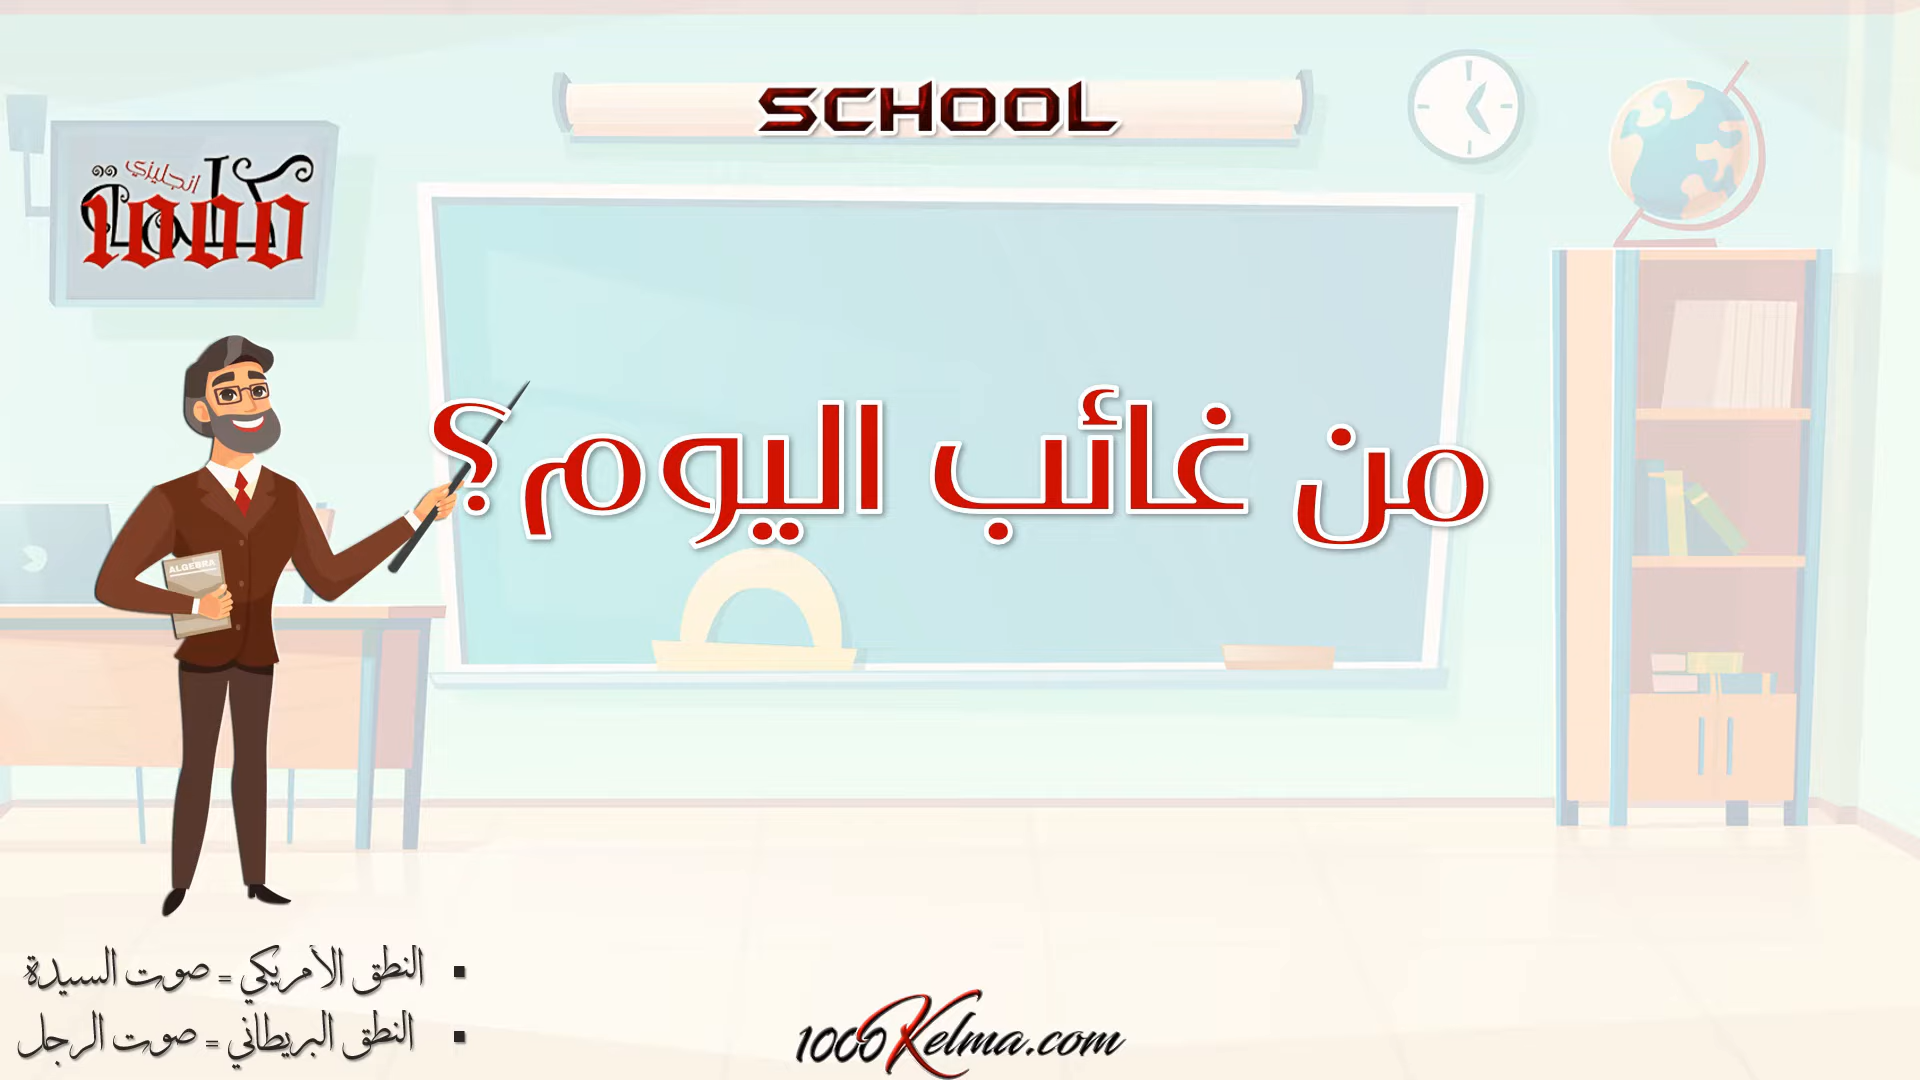 SCHOOL
كلمة
انجليزي
1000
من غائب اليوم؟
ALGEBRA
▪ النطق الأمريكي = صوت السيدة
▪ النطق البريطاني = صوت الرجل
1000Kelma.com